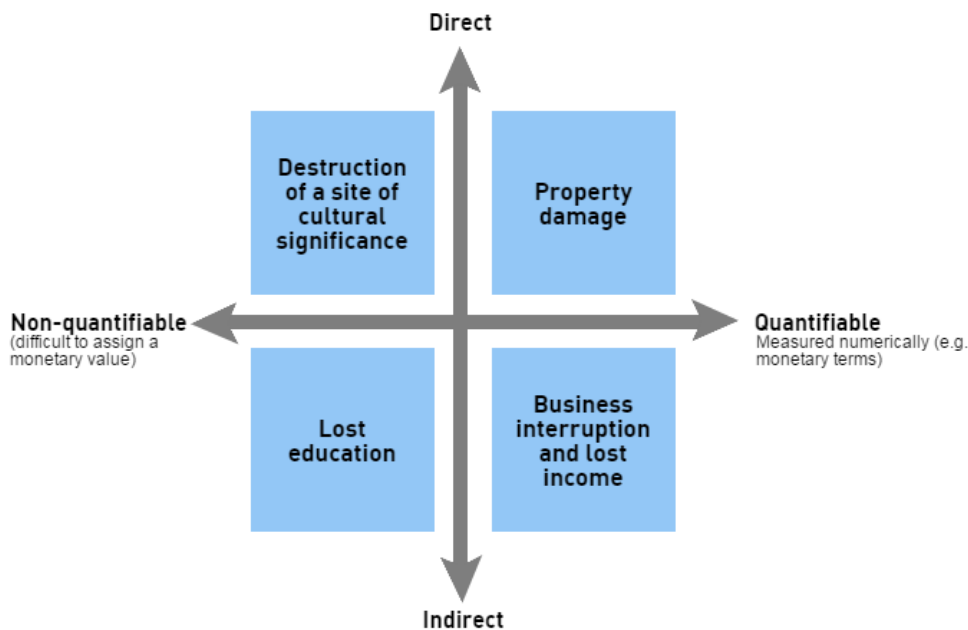 Direct
Destruction
of a site of
cultural
significance
Property
damage
Non-quantifiable
(difficult to assign a
monetary value)
Quantifiable
Measured numerically (e.g.
monetary terms)
Lost
education
Business
interruption
and lost
income
Indirect